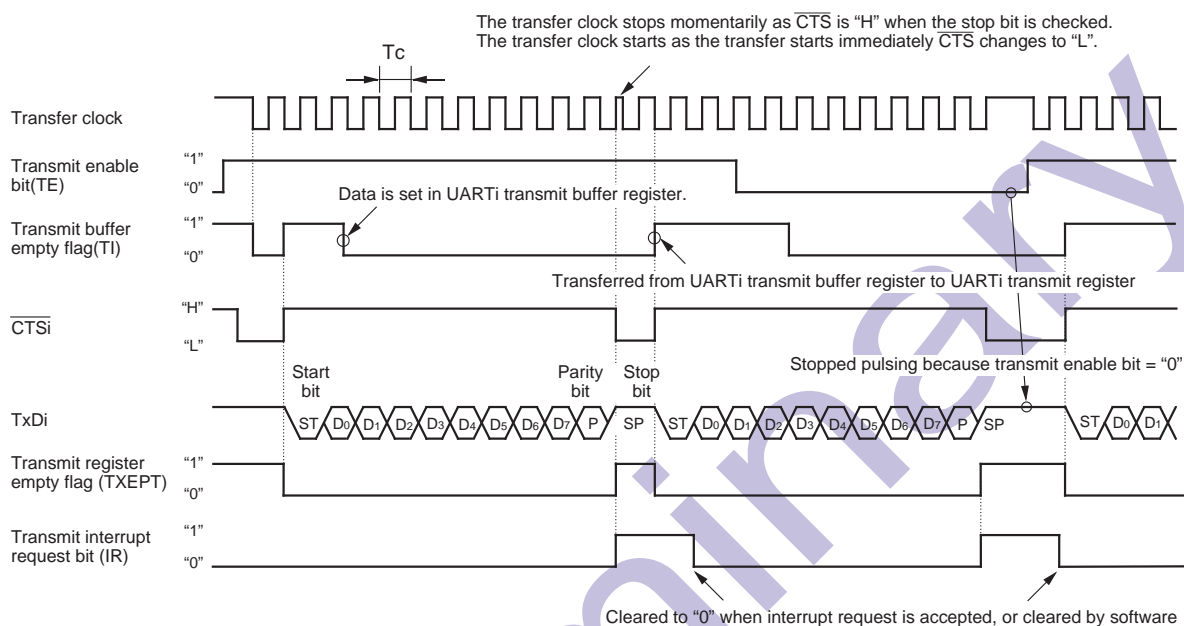 The transfer clock stops momentarily as CTS is “H” when the stop bit is checked.
The transfer clock starts as the transfer starts immediately CTS changes to “L”.
Tc
Transfer clock
Transmit enable
bit(TE)
“1”
“0”
Data is set in UARTi transmit buffer register.
Transmit buffer
empty flag(TI)
“1”
“0”
Transferred from UARTi transmit buffer register to UARTi transmit register
CTSi
“H”
“L”
Stopped pulsing because transmit enable bit = “0”
Start
bit
Parity
bit
Stop
bit
TxDi
ST D0 D1 D2 D3 D4 D5 D6 D7 P SP ST D0 D1 D2 D3 D4 D5 D6 D7 P SP ST D0 D1
Transmit register
empty flag (TXEPT)
“1”
“0”
Transmit interrupt
request bit (IR)
“1”
“0”
Cleared to “0” when interrupt request is accepted, or cleared by software
minary